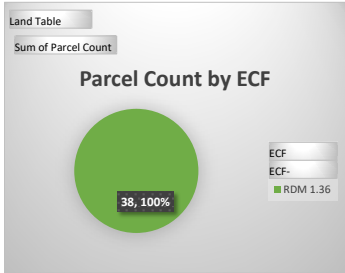 Land Table
Sum of Parcel Count
Parcel Count by ECF
38, 100%
ECF
ECF-
RDM 1.36